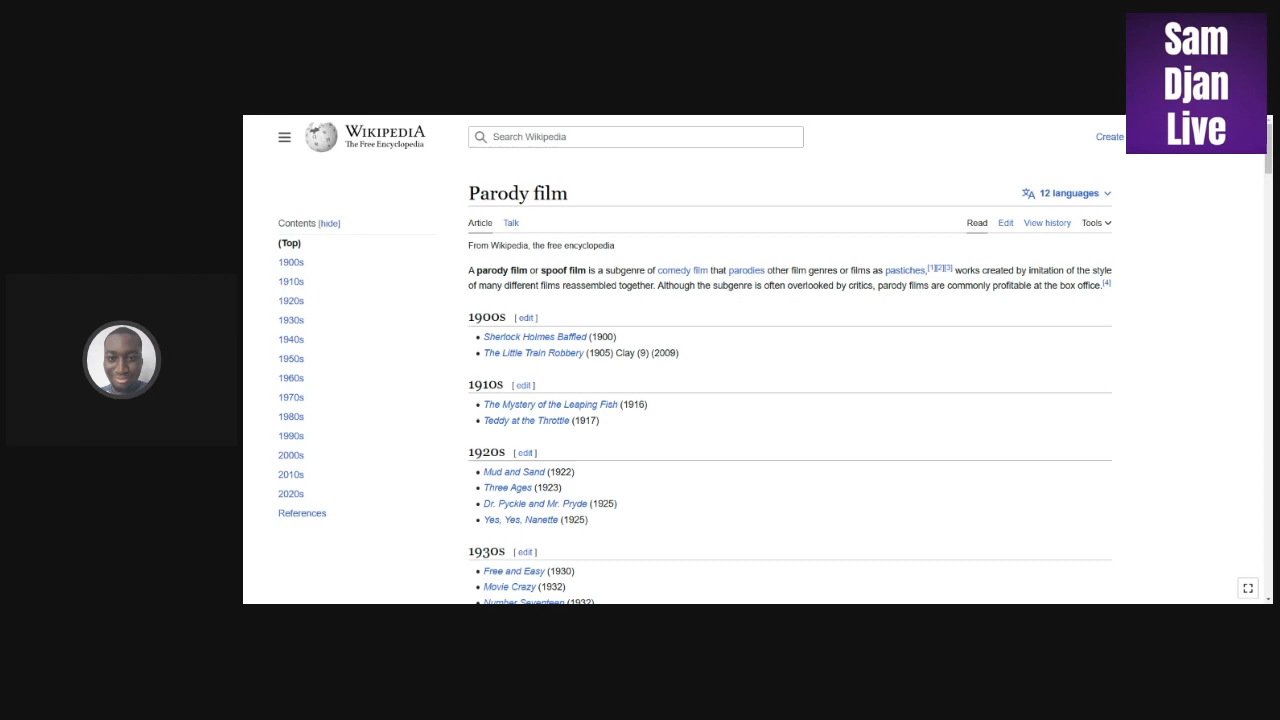 Sam
Djan
Live
WIKIPEDIA
The Free Encyclopedia
Search Wikipedia
Create
Parody film
12 languages
Contents [hide]
Article Talk
Read Edit View history Tools
(Top)
From Wikipedia, the free encyclopedia
1900s
1910s
1920s
1930s
1940s
1950s
1960s
1970s
1980s
1990s
2000s
2010s
2020s
References
A parody film or spoof film is a subgenre of comedy film that parodies other film genres or films as pastiches,[1][2][3] works created by imitation of the style
of many different films reassembled together. Although the subgenre is often overlooked by critics, parody films are commonly profitable at the box office.[4]
1900s [ edit ]
• Sherlock Holmes Baffled (1900)
• The Little Train Robbery (1905) Clay (9) (2009)
1910s [ edit ]
• The Mystery of the Leaping Fish (1916)
• Teddy at the Throttle (1917)
1920s [ edit ]
• Mud and Sand (1922)
• Three Ages (1923)
• Dr. Pyckle and Mr. Pryde (1925)
• Yes, Yes, Nanette (1925)
1930s [ edit ]
• Free and Easy (1930)
• Movie Crazy (1932)
• Number Seventeen (1932)